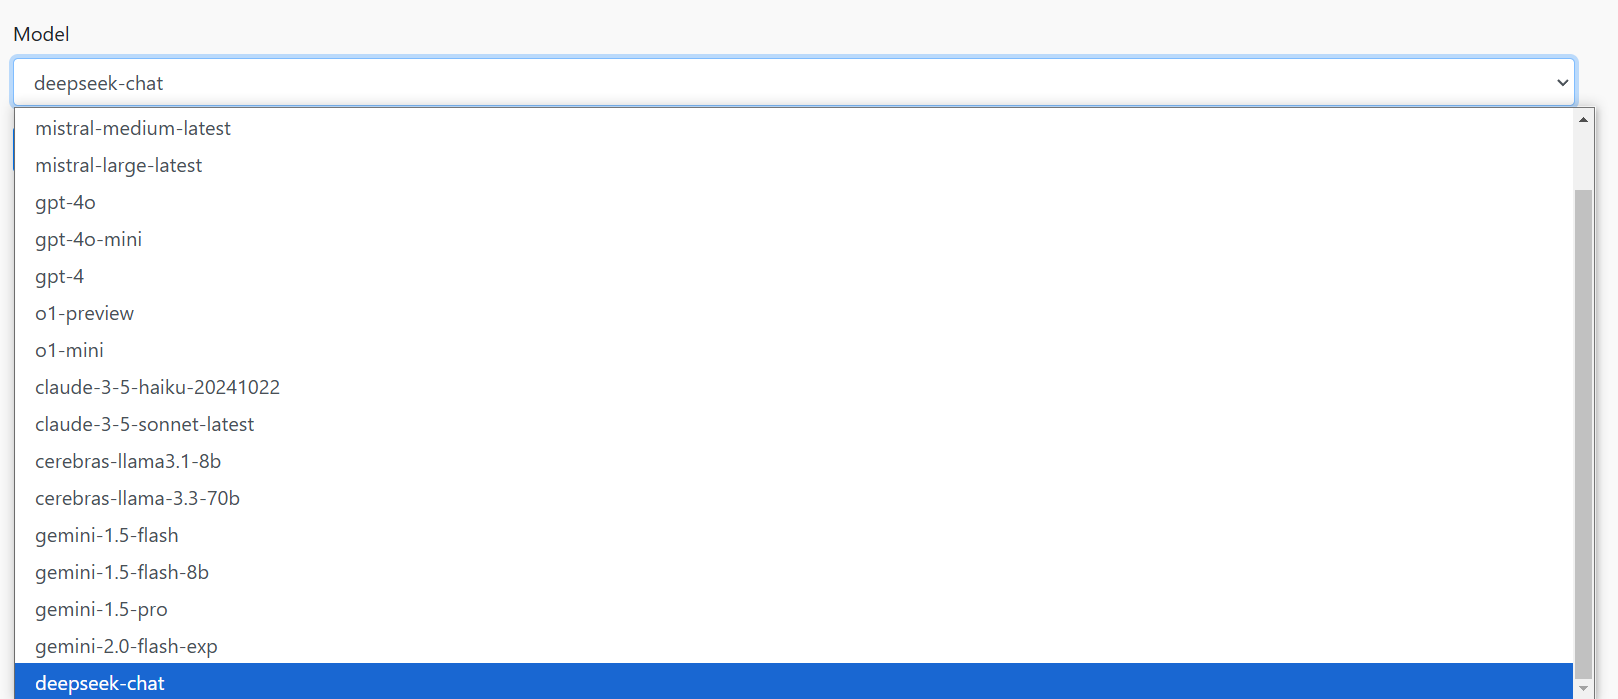 Model
deepseek-chat
mistral-medium-latest
mistral-large-latest
gpt-4o
gpt-4o-mini
gpt-4
o1-preview
o1-mini
claude-3-5-haiku-20241022
claude-3-5-sonnet-latest
cerebras-llama3.1-8b
cerebras-llama-3.3-70b
gemini-1.5-flash
gemini-1.5-flash-8b
gemini-1.5-pro
gemini-2.0-flash-exp
deepseek-chat